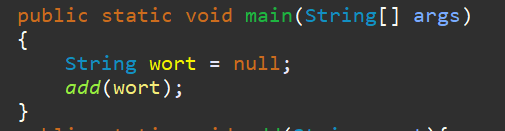 public static void main(String[] args)
{
String wort = null;
add(wort);
}